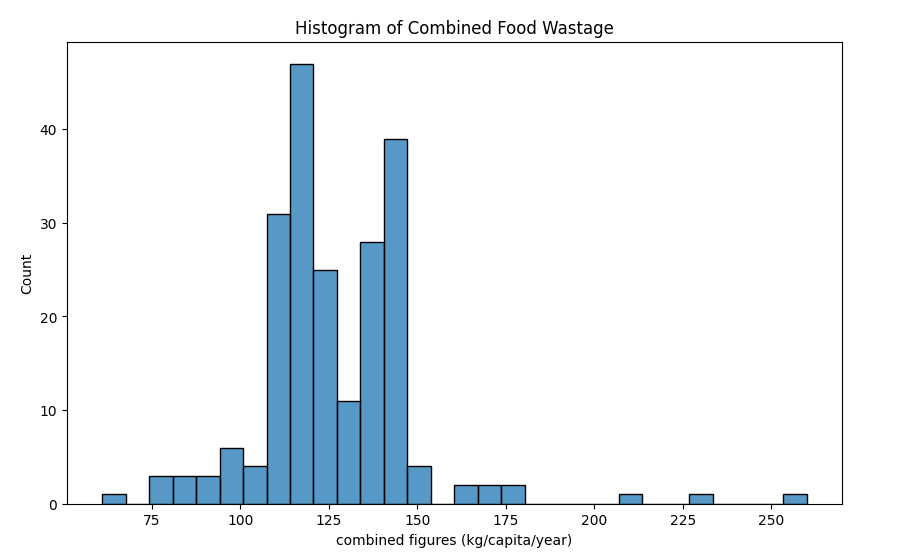 Histogram of Combined Food Wastage
Count
40
30
20
10
0
75 100 125 150 175 200 225 250
combined figures (kg/capita/year)